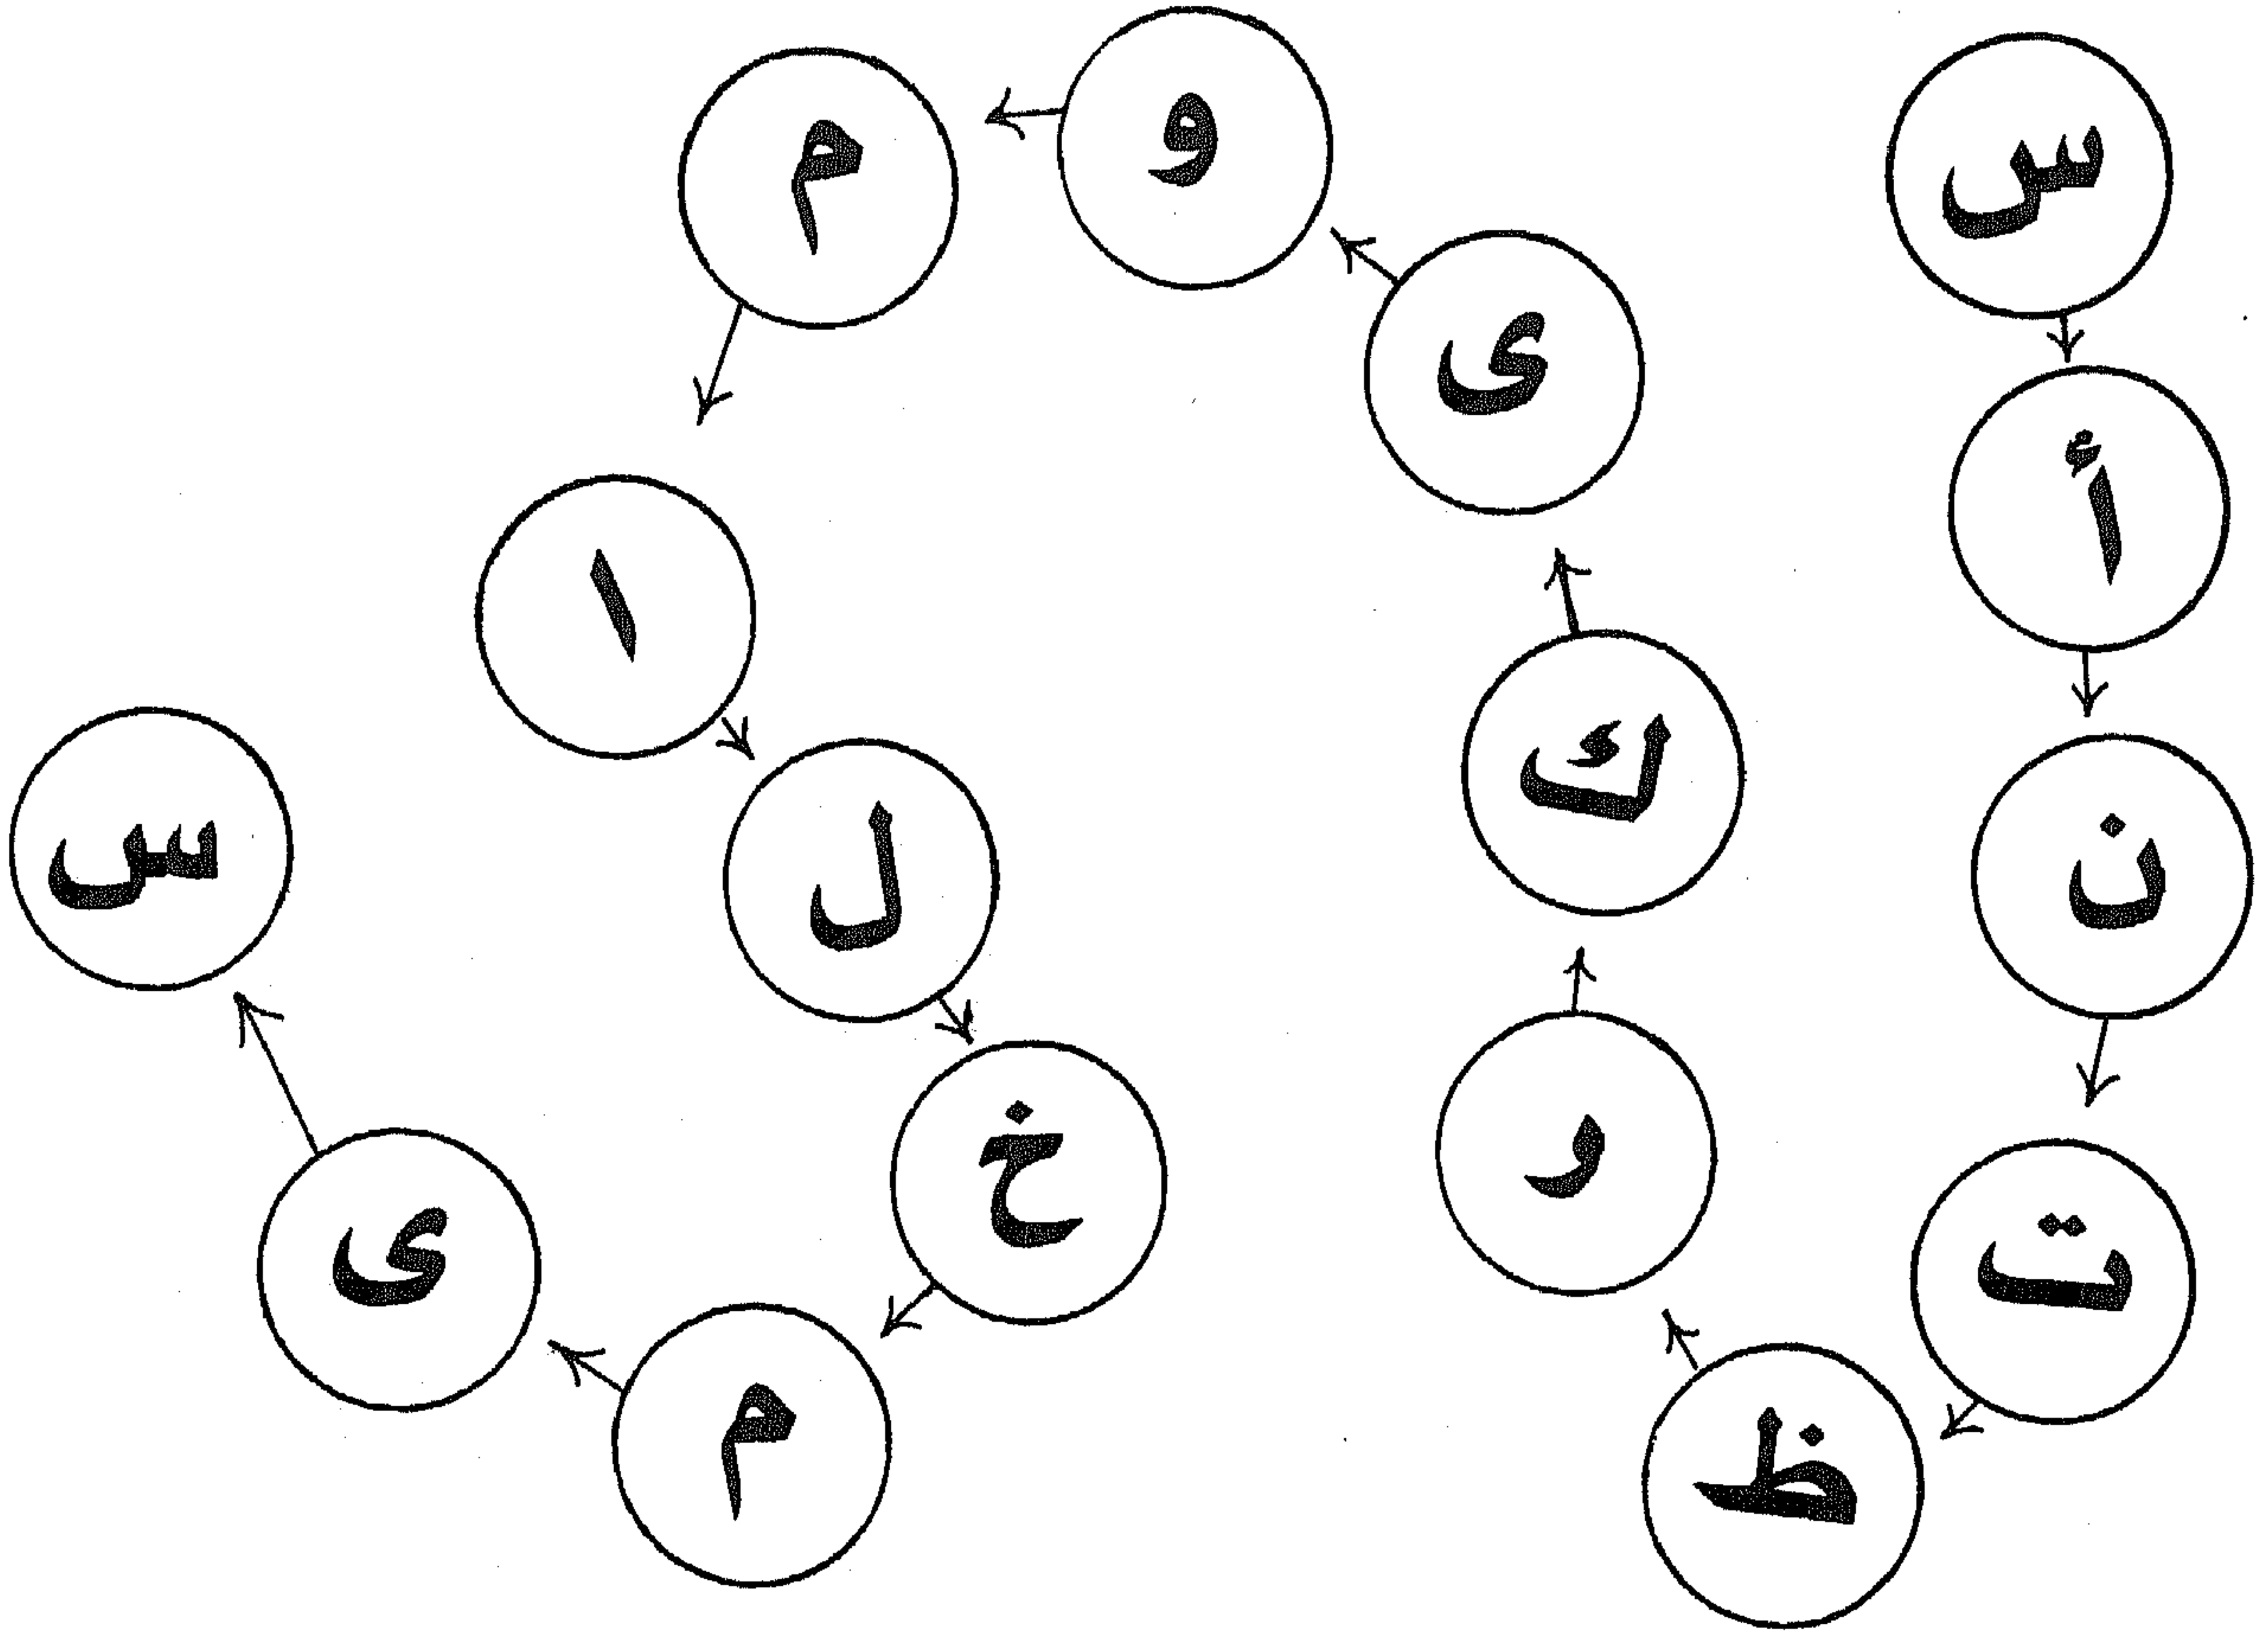 س أ ن ت ظ ر ك ى و م ا ل خ م ى س